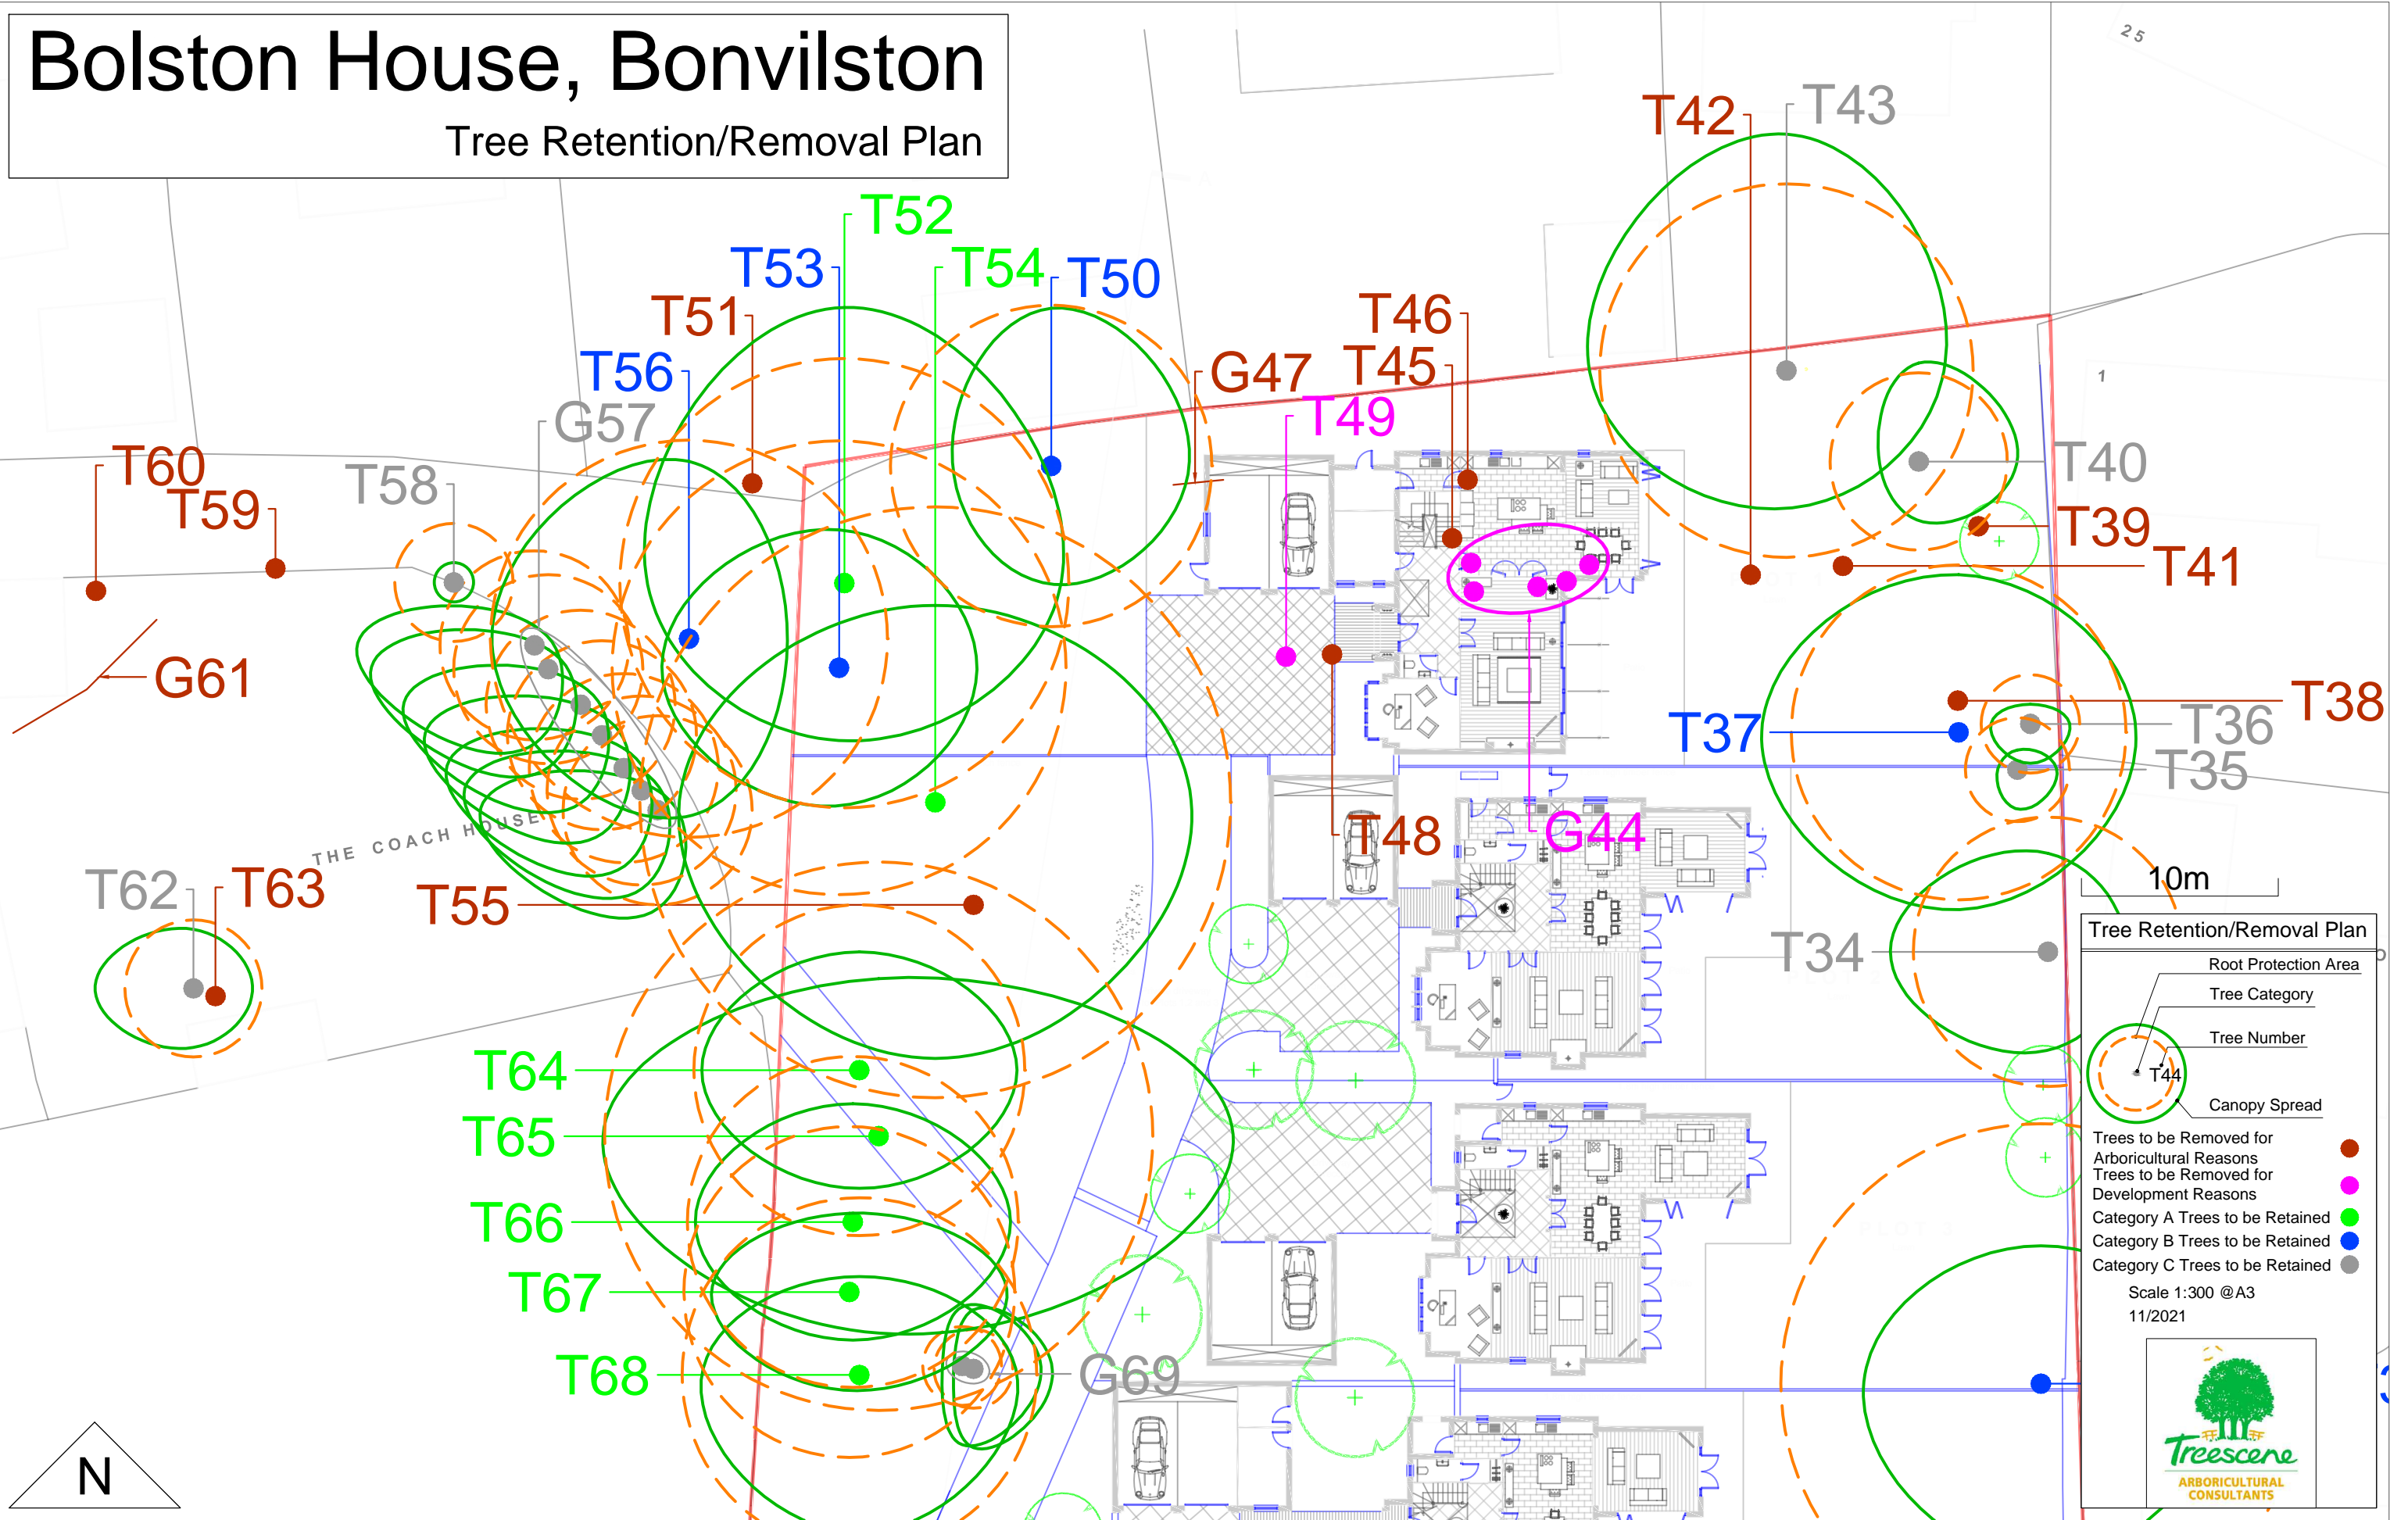 Bolston House, Bonvilston
Tree Retention/Removal Plan
25
T42
T43
T52
T53
T54
T50
T51
T46
T56
G47
T45
G57
T49
T60
T58
T40
T59
T39
T41
G61
T38
T37
T36
T35
THE COACH HOUSE
T48
G44
T62
T63
T55
10m
T34
1
Tree Retention/Removal Plan
Root Protection Area
Tree Category
Tree Number
T44
Canopy Spread
T64
T65
T66
T67
T68
G69
Trees to be Removed for
Arboricultural Reasons
Trees to be Removed for
Development Reasons
Category A Trees to be Retained
Category B Trees to be Retained
Category C Trees to be Retained
Scale 1:300 @A3
11/2021
Treescene
ARBORICULTURAL
CONSULTANTS
N